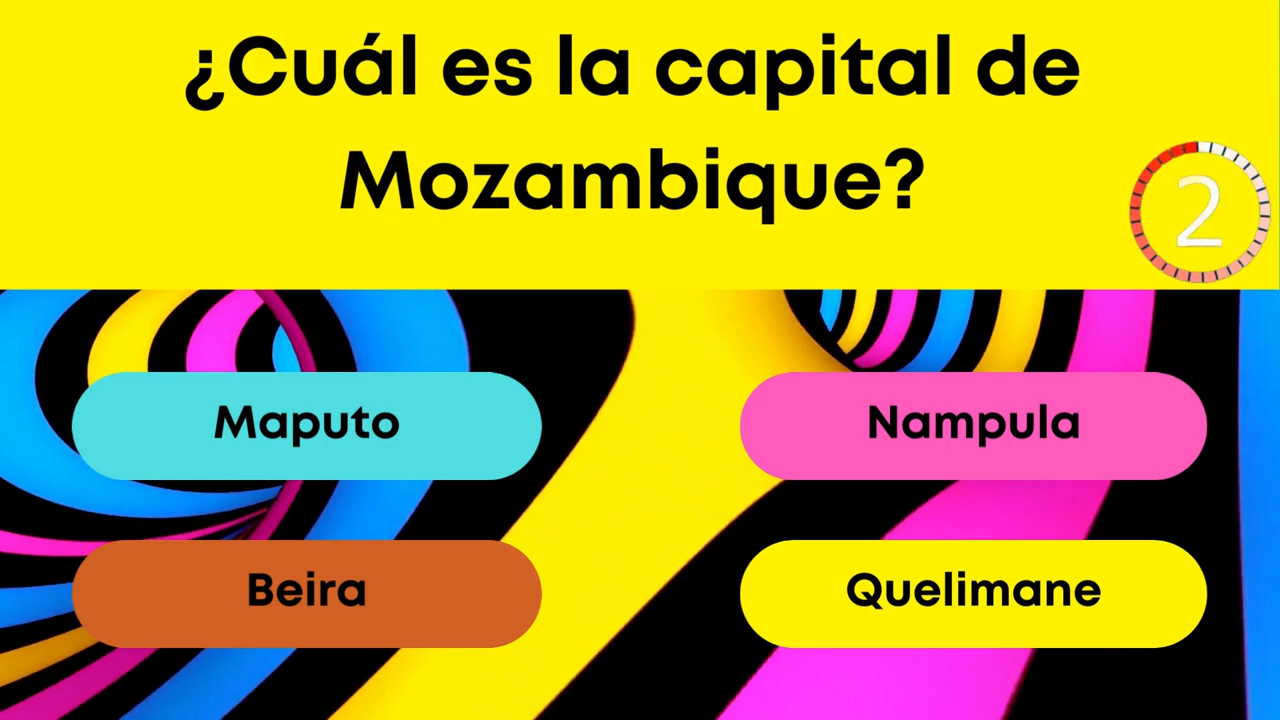 ¿Cuál es la capital de
Mozambique?
2
Maputo
Nampula
Beira
Quelimane